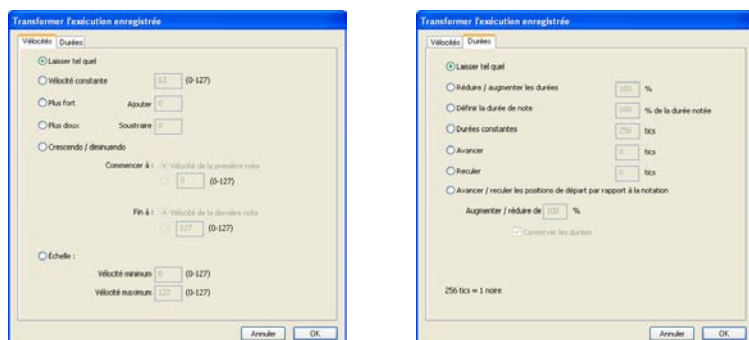 Transformer l'exécution enregistrée
Vélocités Durées
Laisser tel quel
Vélocité constante 63 (0-127)
Plus fort Ajouter 0
Plus doux Soustraire 0
Crescendo / diminuendo
Commencer à : Vélocité de la première note
0 (0-127)
Fin à : Vélocité de la dernière note
127 (0-127)
Échelle :
Vélocité minimum 0 (0-127)
Vélocité maximum 127 (0-127)
Annuler OK
Transformer l'exécution enregistrée
Vélocités Durées
Laisser tel quel
Réduire / augmenter les durées 100 %
Définir la durée de note 100 % de la durée notée
Durées constantes 256 tics
Avancer 0 tics
Reculer 0 tics
Avancer / reculer les positions de départ par rapport à la notation
Augmenter / réduire de 100 %
Conserver les durées
256 tics = 1 noire
Annuler OK